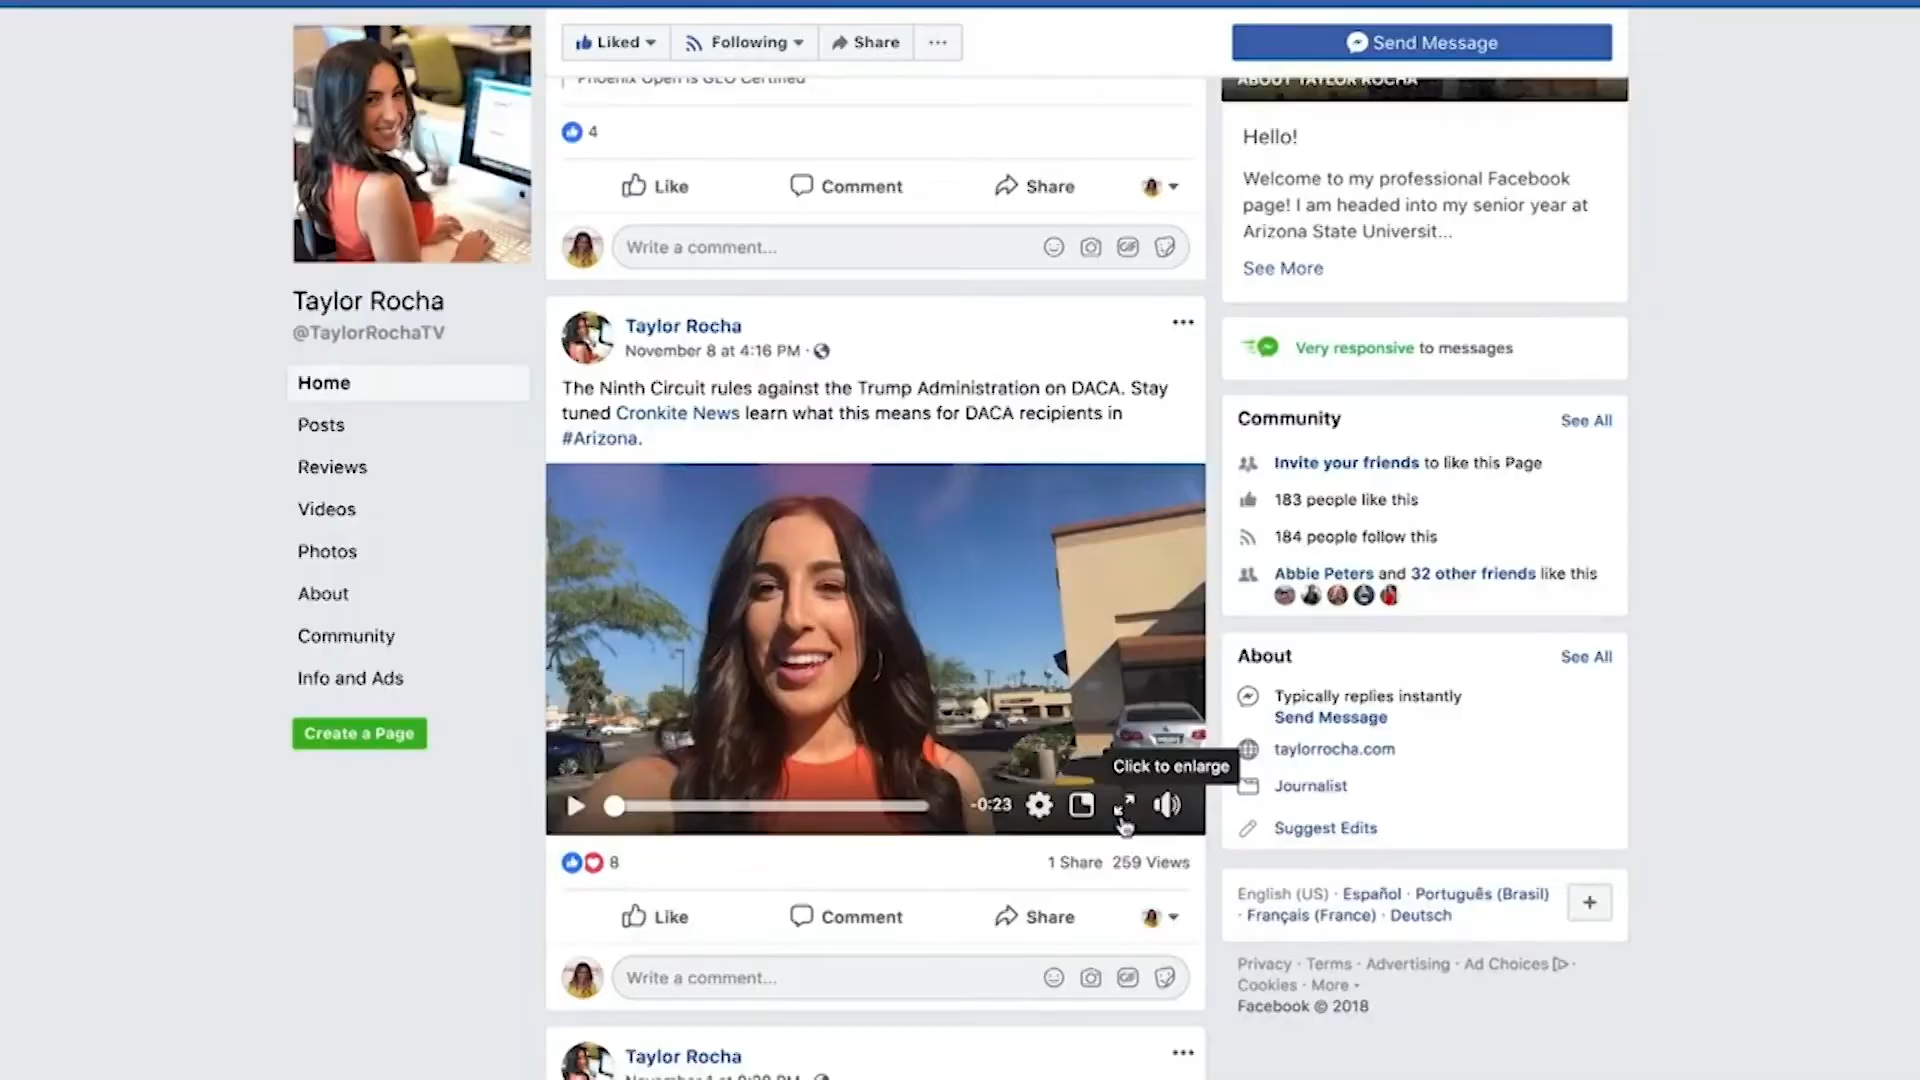 Liked
Following
Share
Send Message
Phoenix Open is GEO Certified
ABOUT TAYLOR ROCHA
4
Like
Comment
Share
Write a comment...
Hello!
Welcome to my professional Facebook
page! I am headed into my senior year at
Arizona State Universit...
See More
Taylor Rocha
@TaylorRochaTV
Home
Posts
Reviews
Videos
Photos
About
Community
Info and Ads
Create a Page
Taylor Rocha
November 8 at 4:16 PM ·
The Ninth Circuit rules against the Trump Administration on DACA. Stay
tuned Cronkite News learn what this means for DACA recipients in
#Arizona.
Click to enlarge
-0:23
8
1 Share 259 Views
Like
Comment
Share
Write a comment...
GIF
Taylor Rocha
Very responsive to messages
Community
See All
Invite your friends to like this Page
183 people like this
184 people follow this
Abbie Peters and 32 other friends like this
About
See All
Typically replies instantly
Send Message
taylorrocha.com
Journalist
Suggest Edits
English (US) · Español · Português (Brasil)
· Français (France) · Deutsch
+
Privacy · Terms · Advertising · Ad Choices ·
Cookies · More
Facebook © 2018